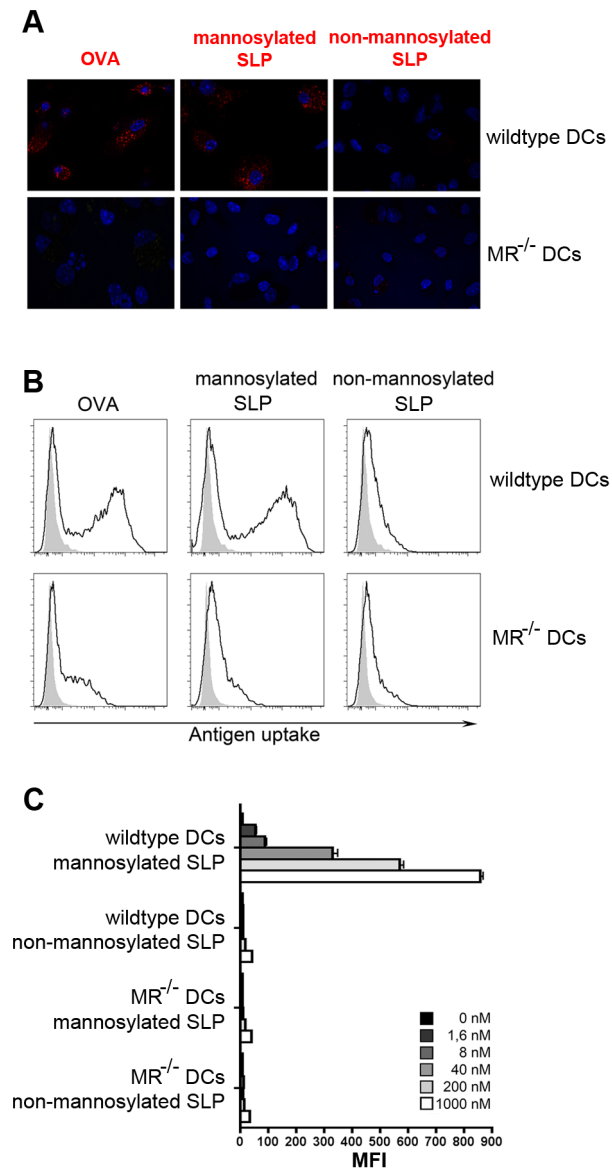 A
OVA
mannosylated
SLP
non-mannosylated
SLP
wildtype DCs
MR-/- DCs
B
OVA
mannosylated
SLP
non-mannosylated
SLP
wildtype DCs
MR-/- DCs
Antigen uptake
C
wildtype DCs
mannosylated SLP
wildtype DCs
non-mannosylated SLP
MR-/- DCs
mannosylated SLP
MR-/- DCs
non-mannosylated SLP
0 nM
1,6 nM
8 nM
40 nM
200 nM
1000 nM
0 100 200 300 400 500 600 700 800 900
MFI